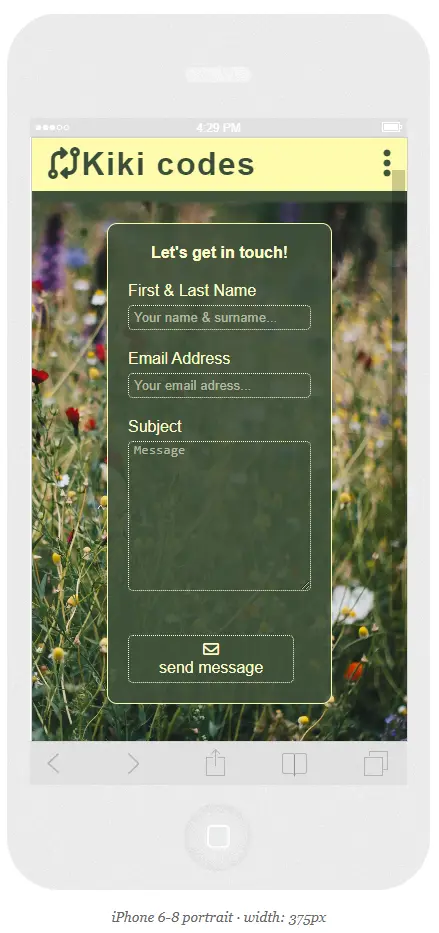 4:29 PM
Kiki codes
Let's get in touch!
First & Last Name
Your name & surname...
Email Address
Your email adress...
Subject
Message
send message
iPhone 6-8 portrait · width: 375px